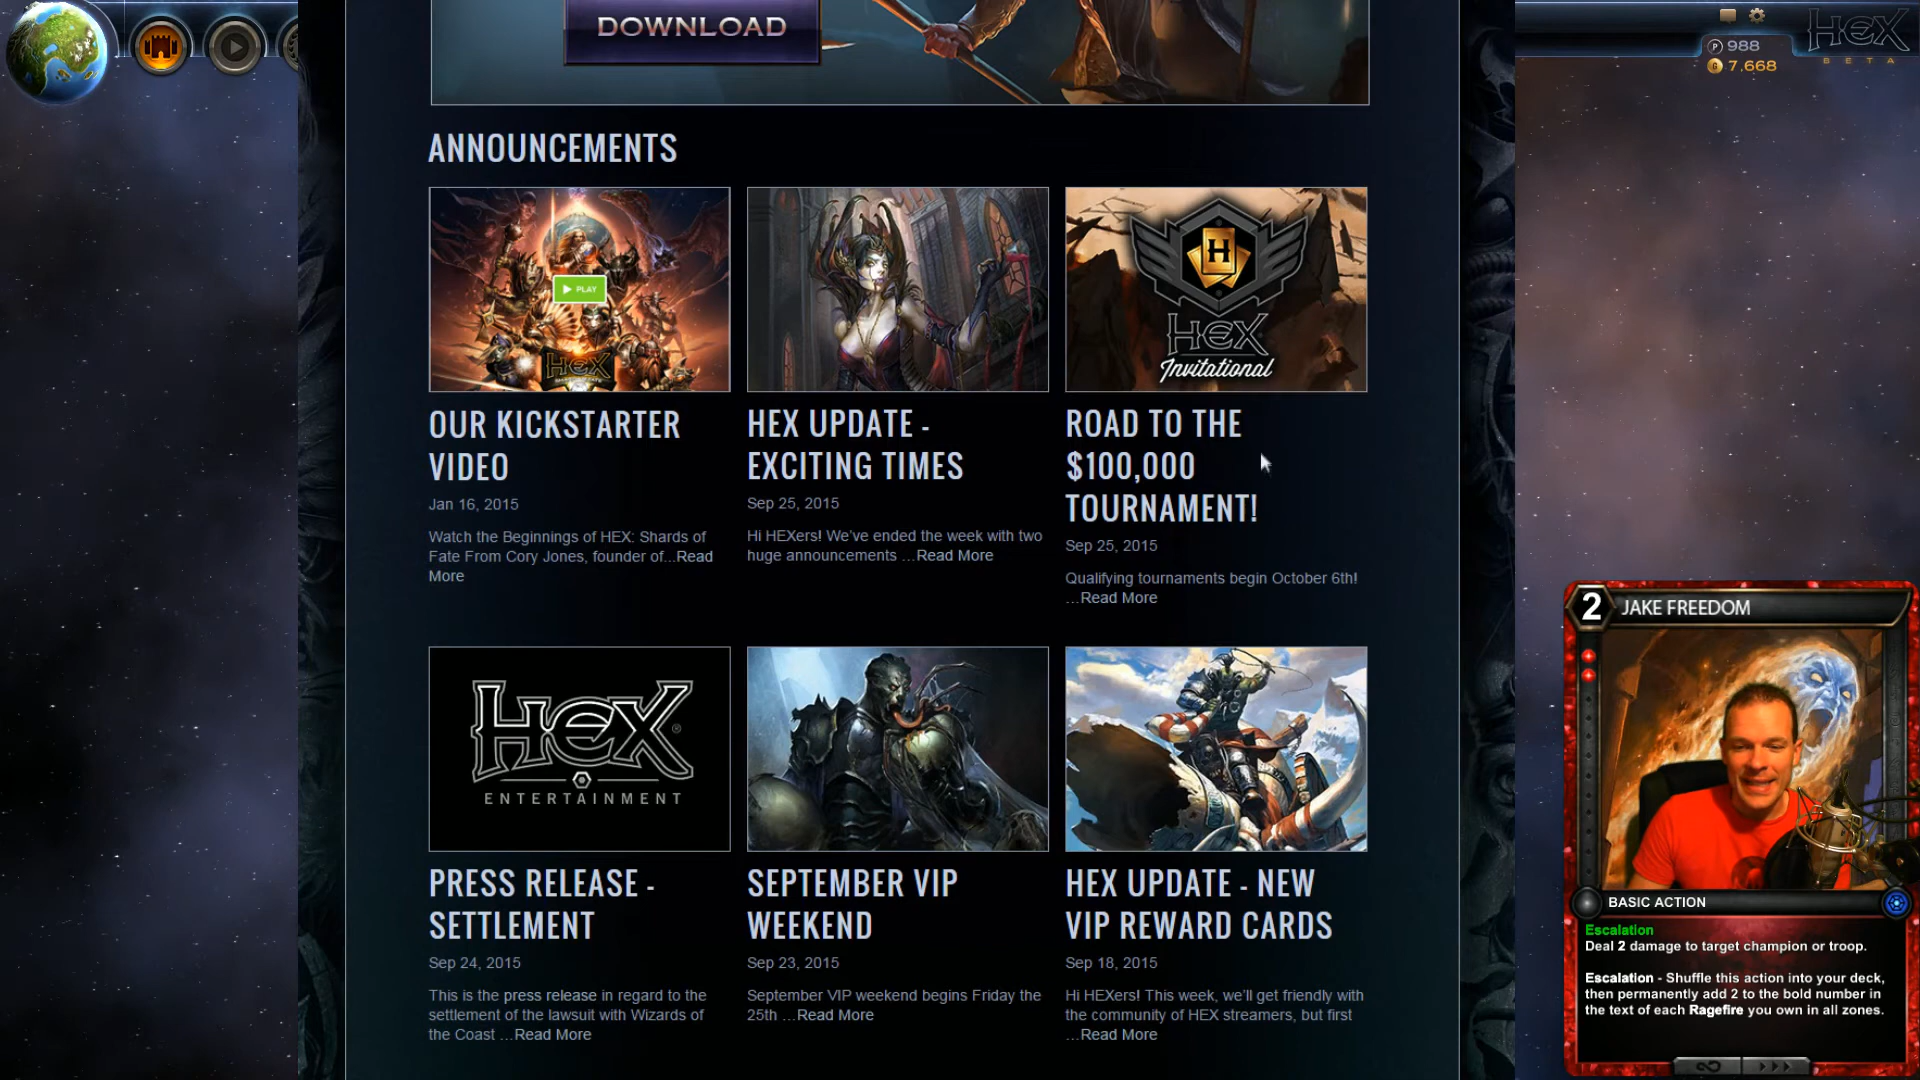 DOWNLOAD
988
7,668
HEX
BETA
ANNOUNCEMENTS
PLAY
HEX
HEX
Invitational
OUR KICKSTARTER
VIDEO
Jan 16, 2015
Watch the Beginnings of HEX: Shards of
Fate From Cory Jones, founder of...Read
More
HEX UPDATE -
EXCITING TIMES
Sep 25, 2015
Hi HEXers! We've ended the week with two
huge announcements ...Read More
ROAD TO THE
$100,000
TOURNAMENT!
Sep 25, 2015
Qualifying tournaments begin October 6th!
...Read More
HEX
ENTERTAINMENT
PRESS RELEASE -
SETTLEMENT
Sep 24, 2015
This is the press release in regard to the
settlement of the lawsuit with Wizards of
the Coast ...Read More
SEPTEMBER VIP
WEEKEND
Sep 23, 2015
September VIP weekend begins Friday the
25th ...Read More
HEX UPDATE - NEW
VIP REWARD CARDS
Sep 18, 2015
Hi HEXers! This week, we'll get friendly with
the community of HEX streamers, but first
...Read More
2 JAKE FREEDOM
BASIC ACTION
Escalation
Deal 2 damage to target champion or troop.
Escalation - Shuffle this action into your deck,
then permanently add 2 to the bold number in
the text of each Ragefire you own in all zones.